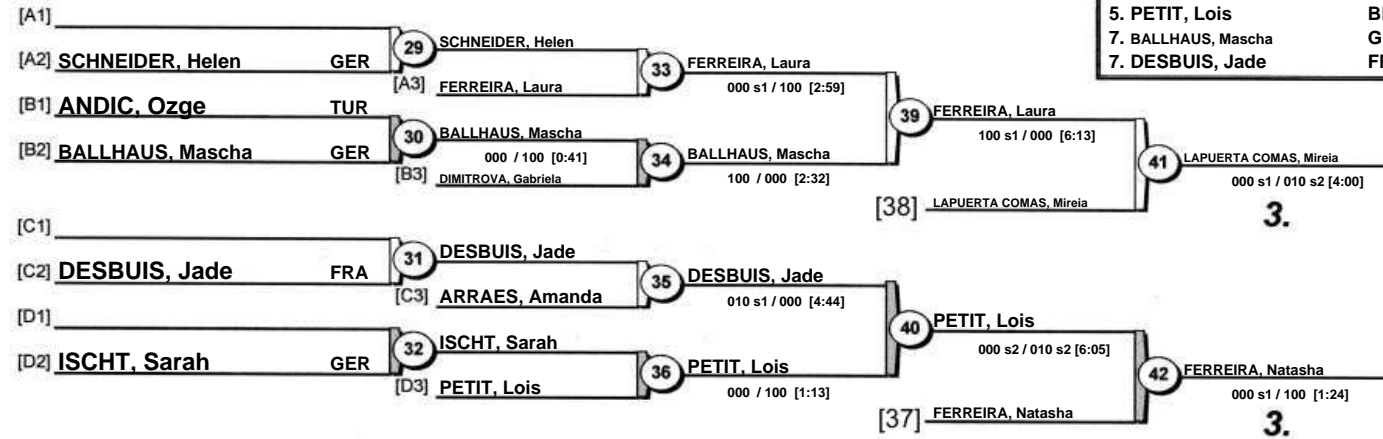 [A1]
[A2] SCHNEIDER, Helen GER
29
SCHNEIDER, Helen
[A3] FERREIRA, Laura
33
FERREIRA, Laura
000 s1 / 100 [2:59]
[B1] ANDIC, Ozge TUR
[B2] BALLHAUS, Mascha GER
30
BALLHAUS, Mascha
000 / 100 [0:41]
[B3] DIMITROVA, Gabriela
34
BALLHAUS, Mascha
100 / 000 [2:32]
39
FERREIRA, Laura
100 s1 / 000 [6:13]
[38] LAPUERTA COMAS, Mireia
41
LAPUERTA COMAS, Mireia
000 s1 / 010 s2 [4:00]
3.
[C1]
[C2] DESBUIS, Jade FRA
31
DESBUIS, Jade
[C3] ARRAES, Amanda
35
DESBUIS, Jade
010 s1 / 000 [4:44]
[D1]
[D2] ISCHT, Sarah GER
32
ISCHT, Sarah
[D3] PETIT, Lois
36
PETIT, Lois
000 / 100 [1:13]
40
PETIT, Lois
000 s2 / 010 s2 [6:05]
[37] FERREIRA, Natasha
42
FERREIRA, Natasha
000 s1 / 100 [1:24]
3.
5. PETIT, Lois
7. BALLHAUS, Mascha
7. DESBUIS, Jade